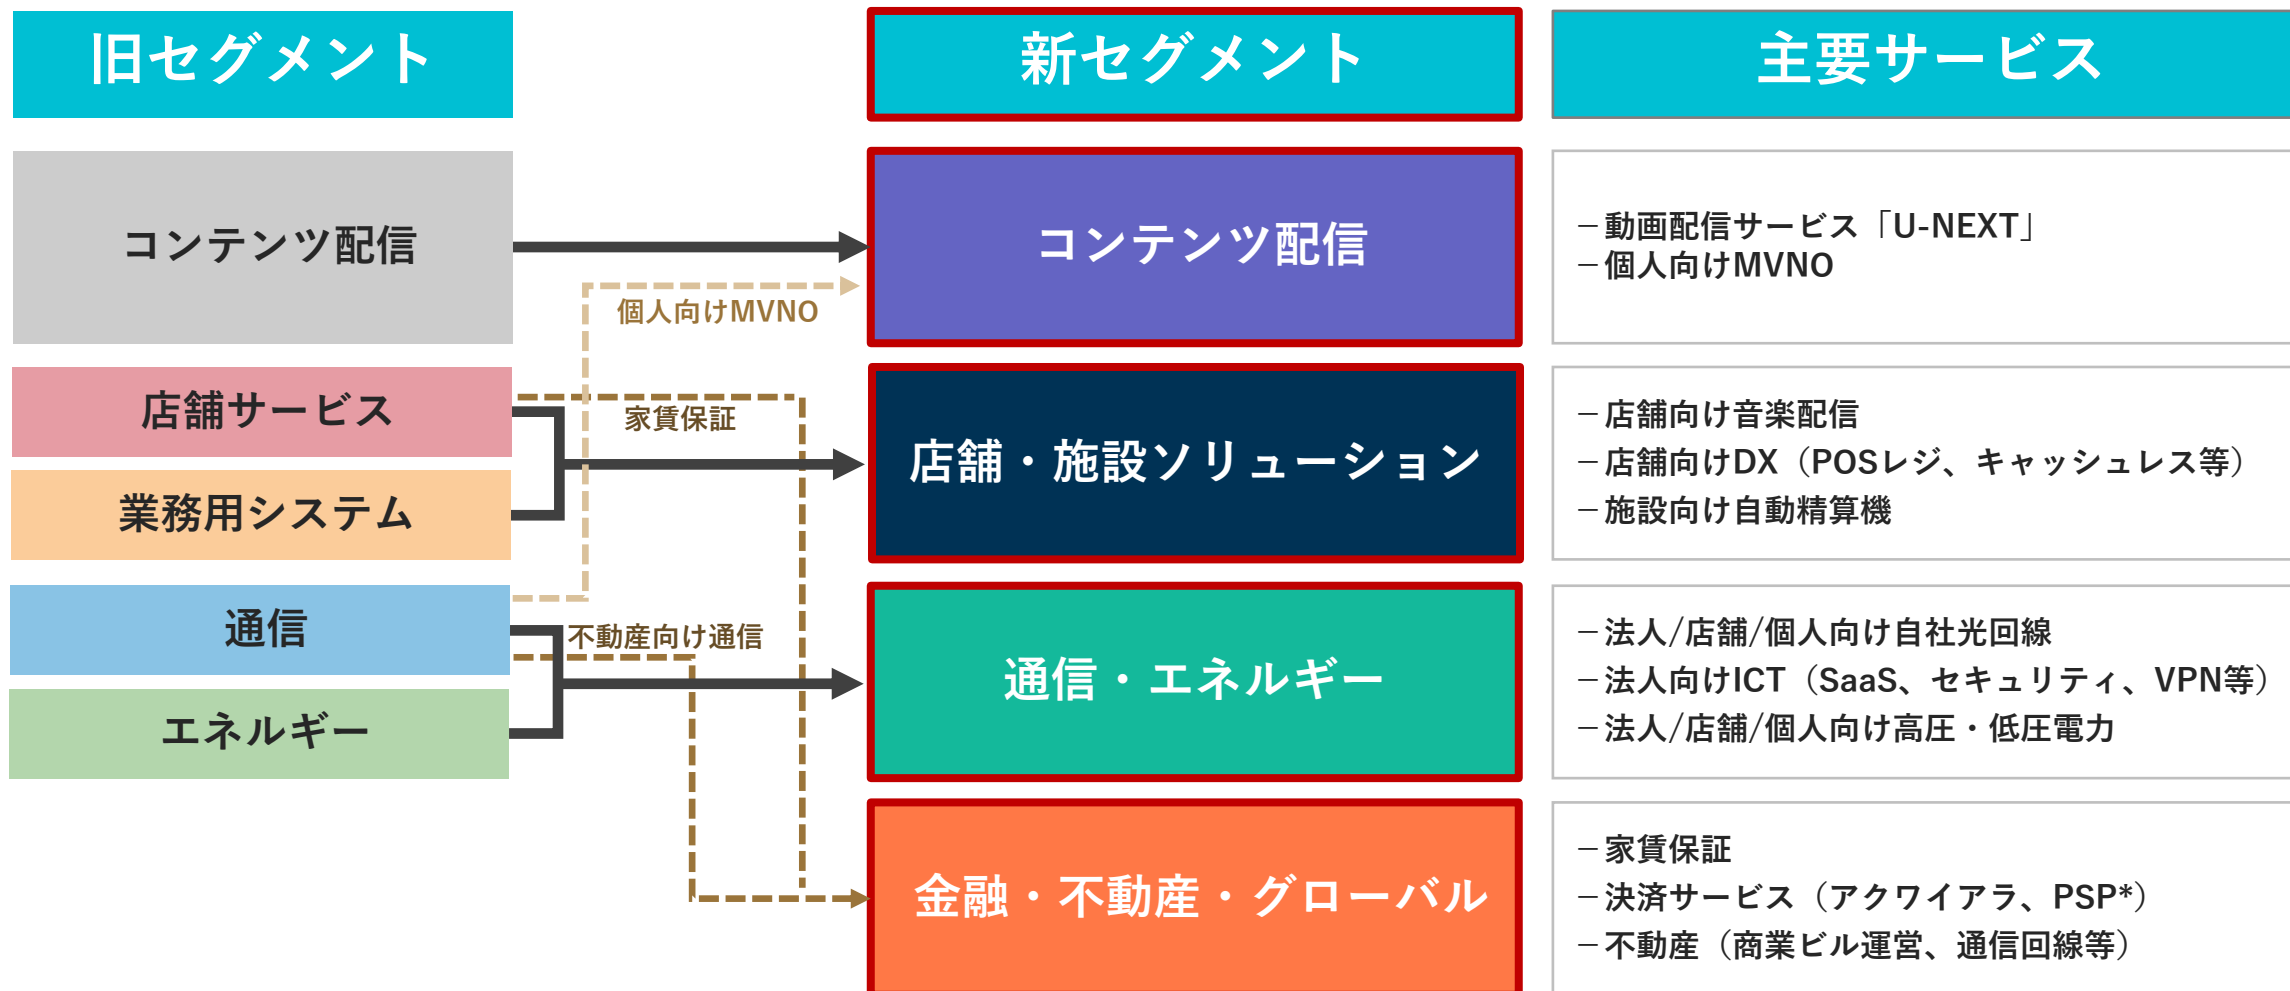 旧セグメント
新セグメント
主要サービス
コンテンツ配信
店舗サービス
業務用システム
通信
エネルギー
個人向けMVNO
家賃保証
不動産向け通信
コンテンツ配信
店舗・施設ソリューション
通信・エネルギー
金融・不動産・グローバル
－動画配信サービス「U-NEXT」
－個人向けMVNO
－店舗向け音楽配信
－店舗向けDX（POSレジ、キャッシュレス等）
－施設向け自動精算機
－法人/店舗/個人向け自社光回線
－法人向けICT（SaaS、セキュリティ、VPN等）
－法人/店舗/個人向け高圧・低圧電力
－家賃保証
－決済サービス（アクワイアラ、PSP*）
－不動産（商業ビル運営、通信回線等）